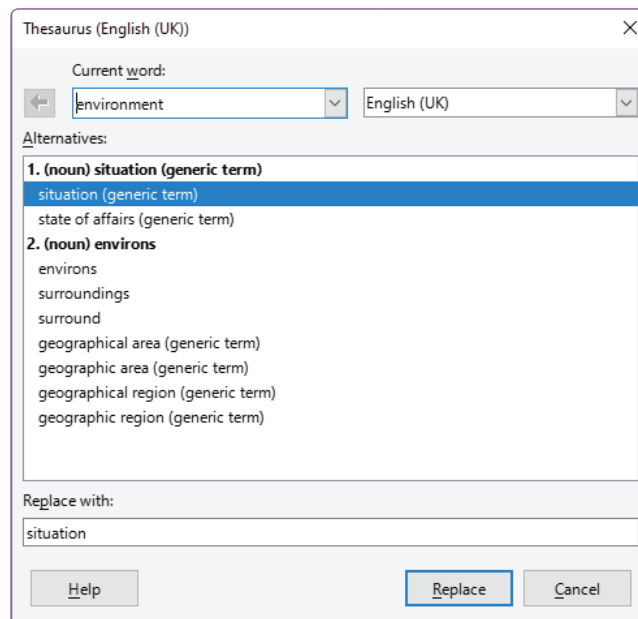 Thesaurus (English (UK))
Current word:
environment English (UK)
Alternatives:
1. (noun) situation (generic term)
situation (generic term)
state of affairs (generic term)
2. (noun) environs
environs
surroundings
surround
geographical area (generic term)
geographic area (generic term)
geographical region (generic term)
geographic region (generic term)
Replace with:
situation
Help Replace Cancel